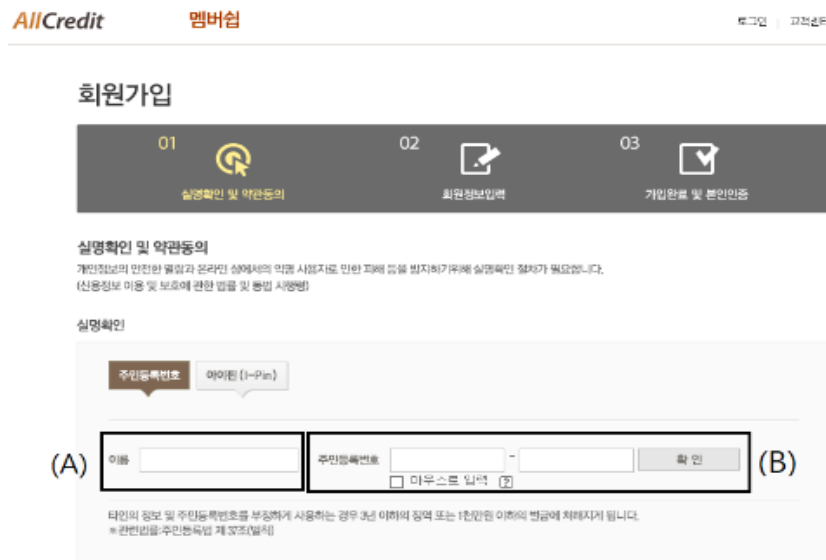 AllCredit 멤버쉽 로그인 | 고객센터
회원가입
01 02 03
실명확인 및 약관동의 회원정보입력 가입완료 및 본인인증
실명확인 및 약관동의
개인정보의 안전한 열람과 온라인 상에서의 익명 사용자로 인한 피해 등을 방지하기위해 실명확인 절차가 필요합니다.
(신용정보 이용 및 보호에 관한 법률 및 동법 시행령)
실명확인
주민등록번호 아이핀 (I-Pin)
(A) 이름 주민등록번호 - 확 인 (B)
마우스로 입력 ?
타인의 정보 및 주민등록번호를 부정하게 사용하는 경우 3년 이하의 징역 또는 1천만원 이하의 벌금에 처해지게 됩니다.
※관련법률:주민등록법 제 37조(벌칙)